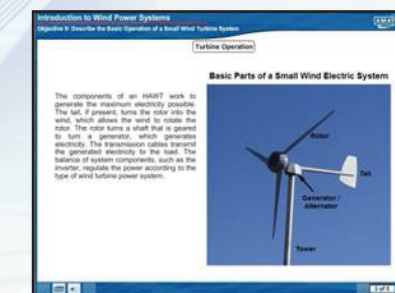 Introduction to Wind Power Systems
Objective 9: Describe the Basic Operation of a Small Wind Turbine System
Turbine Operation
Basic Parts of a Small Wind Electric System
The components of an HAWT work to
generate the maximum electricity possible.
The tail, if present, turns the rotor into the
wind, which allows the wind to rotate the
rotor. The rotor turns a shaft that is geared
to turn a generator, which generates
electricity. The transmission cables transmit
the generated electricity to the load. The
balance of system components, such as the
inverter, regulate the power according to the
type of wind turbine power system.
Rotor
Tail
Generator /
Alternator
Tower
1 of 5